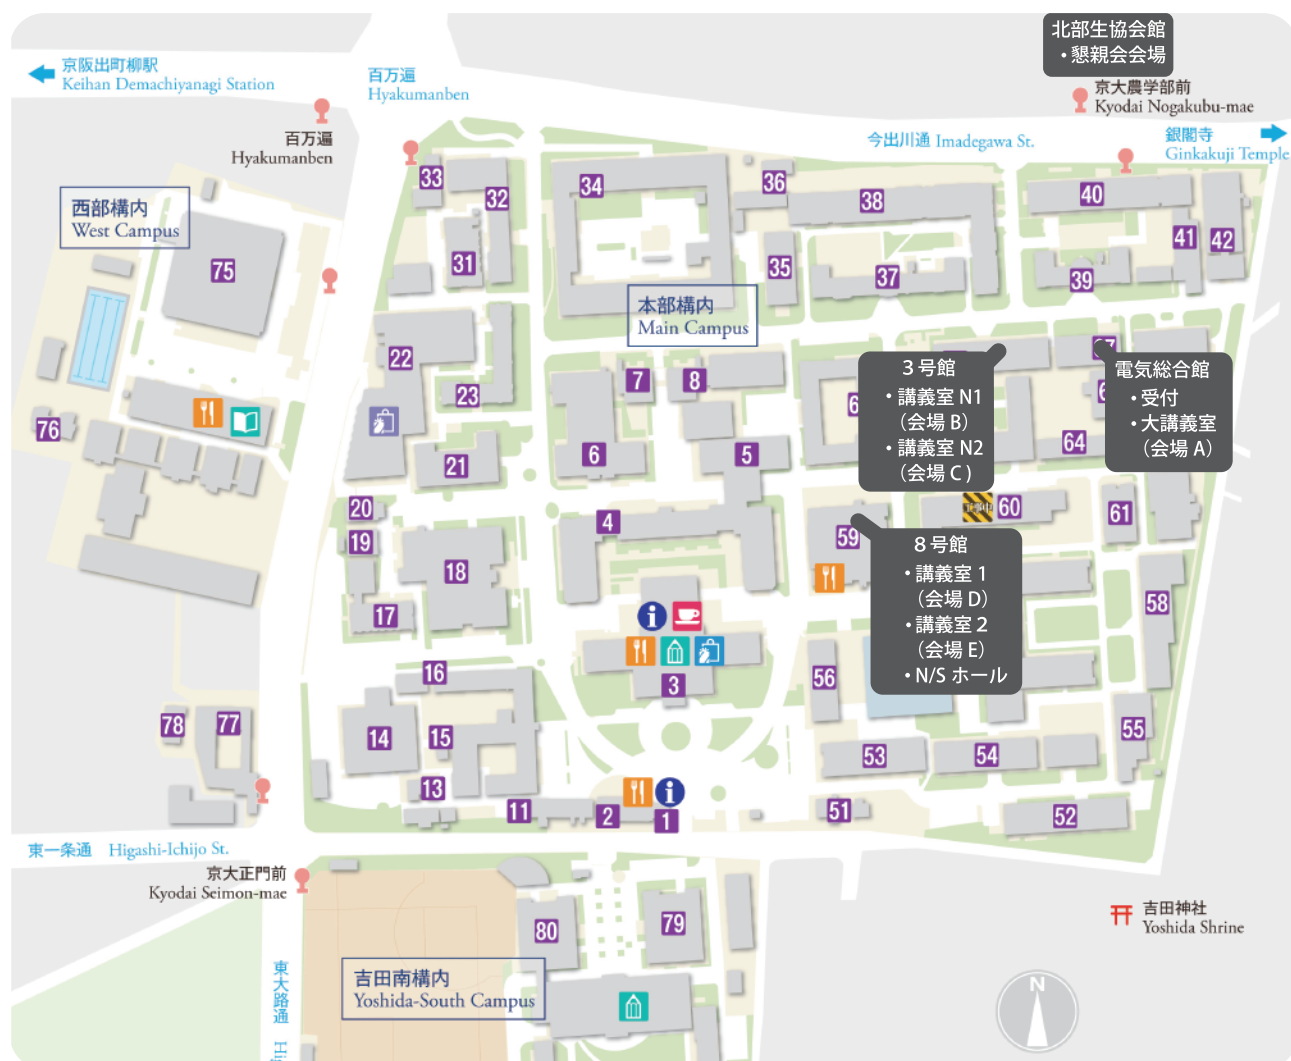 北部生協会館
・懇親会会場
京阪出町柳駅
Keihan Demachiyanagi Station
百万遍
Hyakumanben
百万遍
Hyakumanben
京大農学部前
Kyodai Nogakubu-mae
今出川通 Imadegawa St.
銀閣寺
Ginkakuji Temple
西部構内
West Campus
33
32
34
36
38
40
31
35
37
39
41
42
75
本部構内
Main Campus
22
23
7
8
76
21
6
5
64
3号館
・講義室 N1
(会場 B)
・講義室 N2
(会場 C)
電気総合館
・受付
・大講義室
(会場 A)
20
19
18
17
4
59
60
61
58
8号館
・講義室 1
(会場 D)
・講義室 2
(会場 E)
・N/S ホール
16
3
56
78
77
14
15
13
53
54
55
11
2
1
51
52
東一条通 Higashi-Ichijo St.
京大正門前
Kyodai Seimon-mae
80
79
吉田神社
Yoshida Shrine
吉田南構内
Yoshida-South Campus
東大路通
N